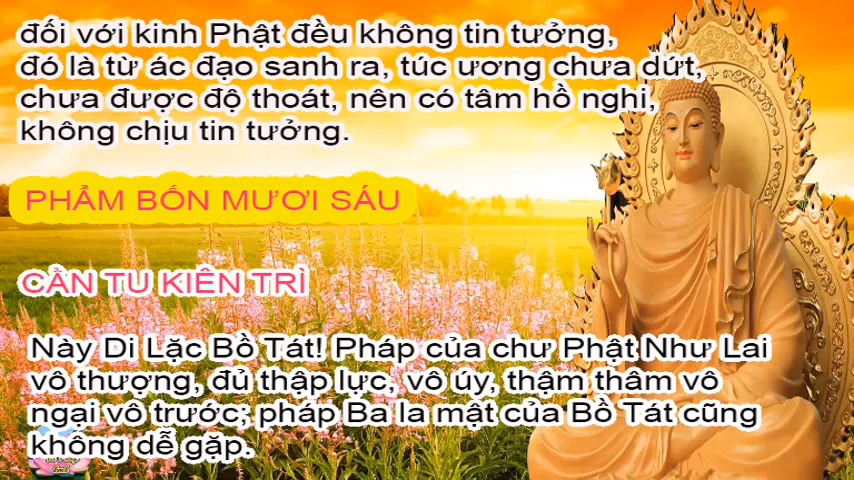 đối với kinh Phật đều không tin tưởng,
đó là từ ác đạo sanh ra, túc ương chưa dứt,
chưa được độ thoát, nên có tâm hồ nghi,
không chịu tin tưởng.
PHẢM BỐN MƯƠI SÁU
CẦN TU KIÊN TRÌ
Này Di Lặc Bồ Tát! Pháp của chư Phật Như Lai
vô thượng, đủ thập lực, vô úy, thậm thâm vô
ngại vô trước; pháp Ba la mật của Bồ Tát cũng
không dễ gặp.